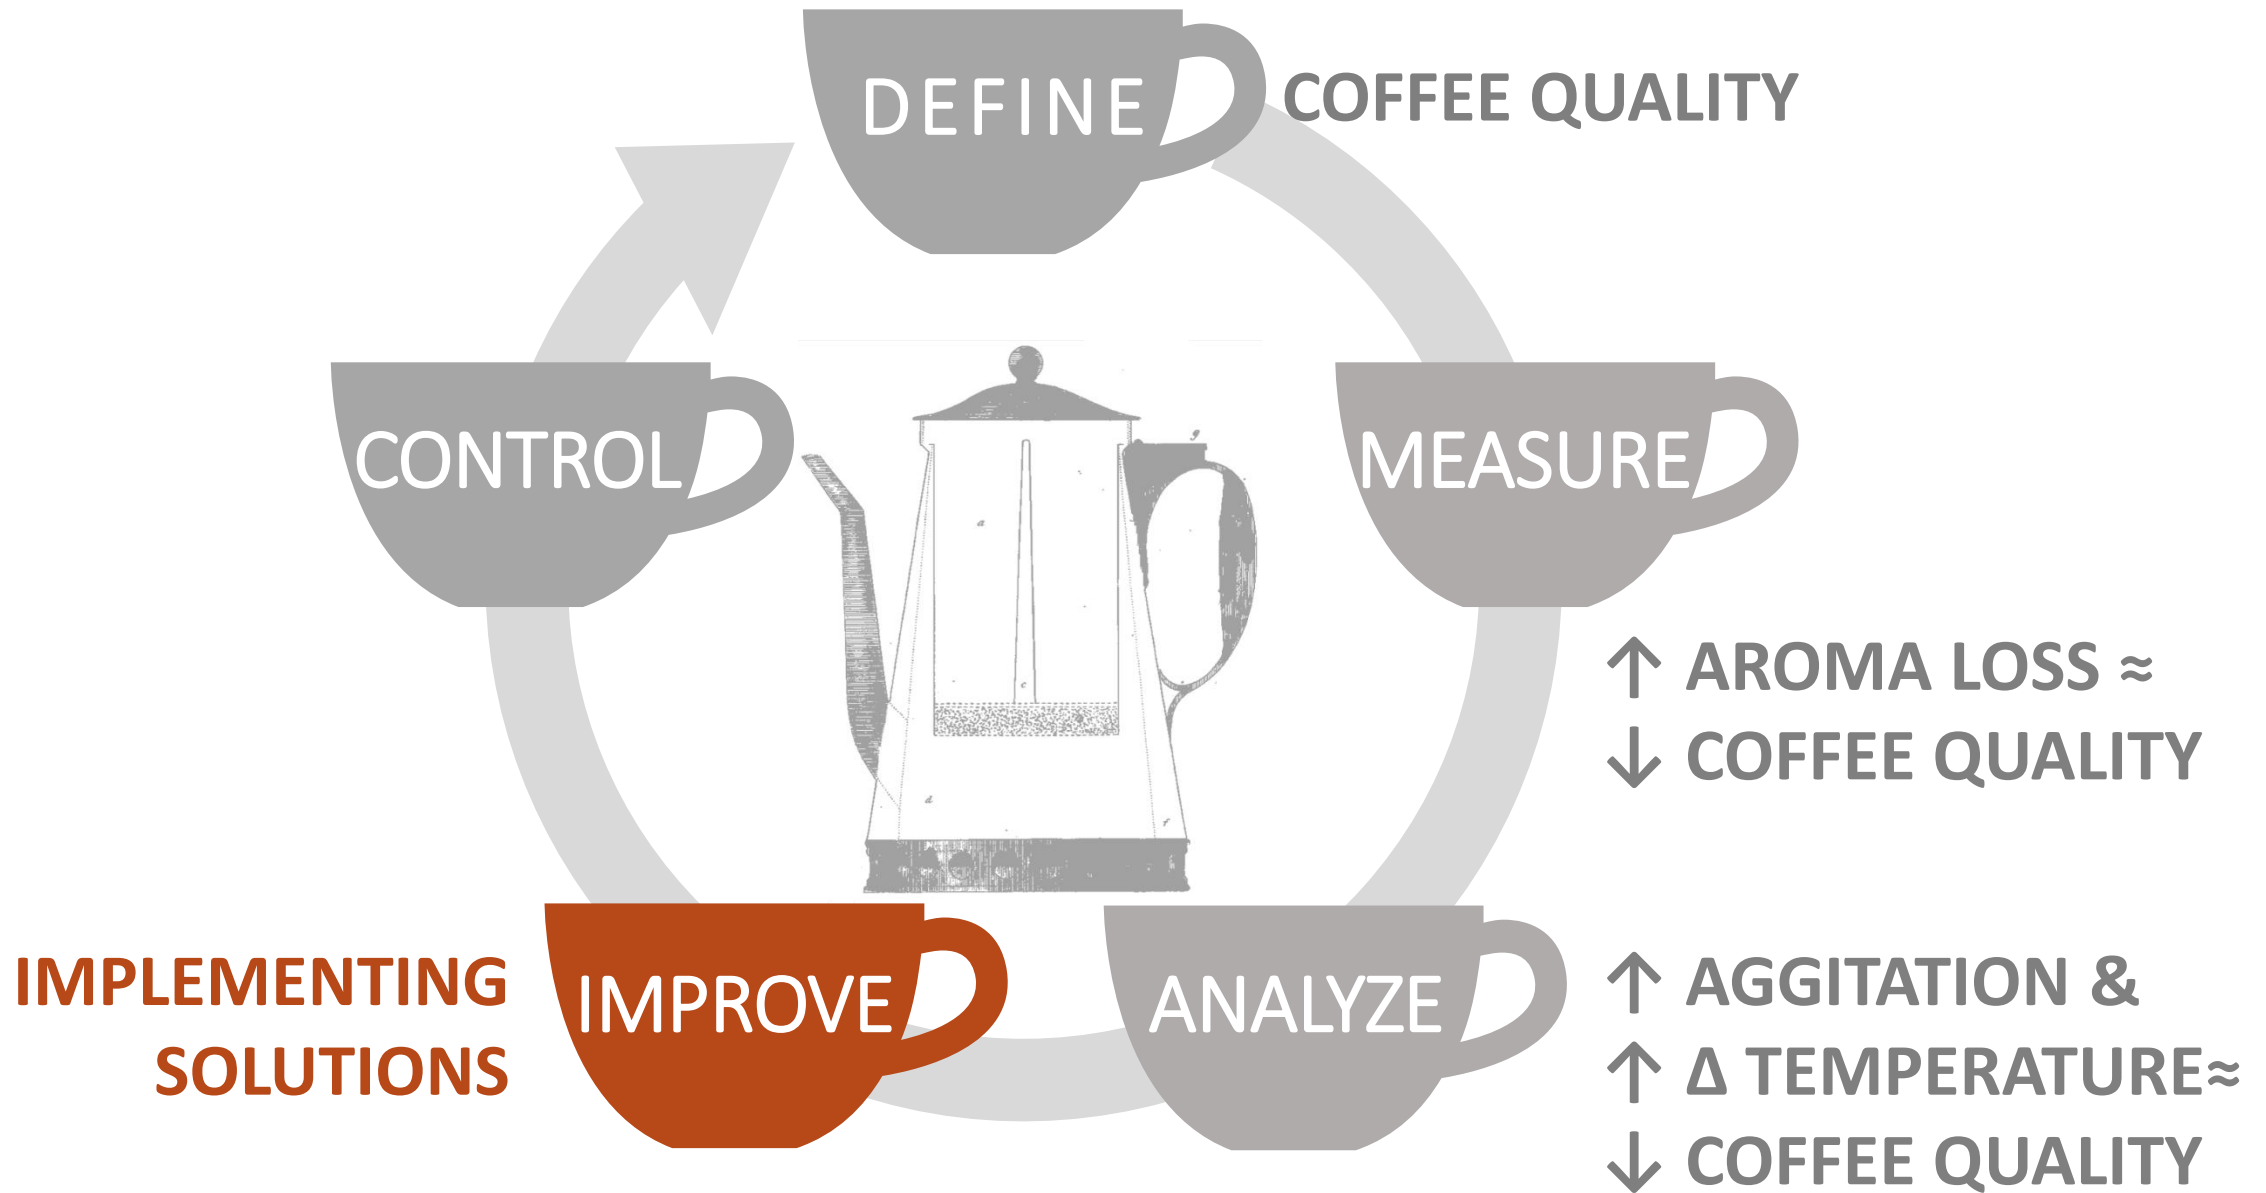 DEFINE
COFFEE QUALITY
CONTROL
MEASURE
g
a
c
d
f
↑ AROMA LOSS ≈
↓ COFFEE QUALITY
IMPLEMENTING
SOLUTIONS
IMPROVE
ANALYZE
↑ AGGITATION &
↑ Δ TEMPERATURE≈
↓ COFFEE QUALITY